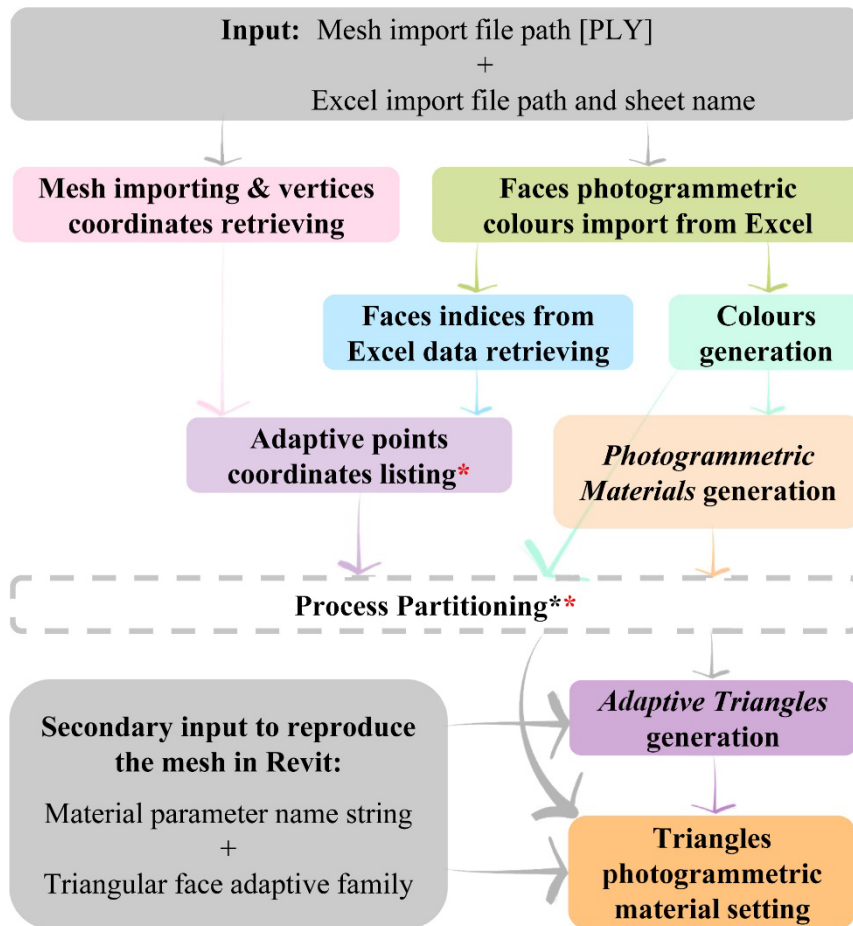 Input: Mesh import file path [PLY]
+
Excel import file path and sheet name
Mesh importing & vertices
coordinates retrieving
Faces photogrammetric
colours import from Excel
Faces indices from
Excel data retrieving
Colours
generation
Adaptive points
coordinates listing*
Photogrammetric
Materials generation
Process Partitioning**
Secondary input to reproduce
the mesh in Revit:
Material parameter name string
+
Triangular face adaptive family
Adaptive Triangles
generation
Triangles
photogrammetric
material setting